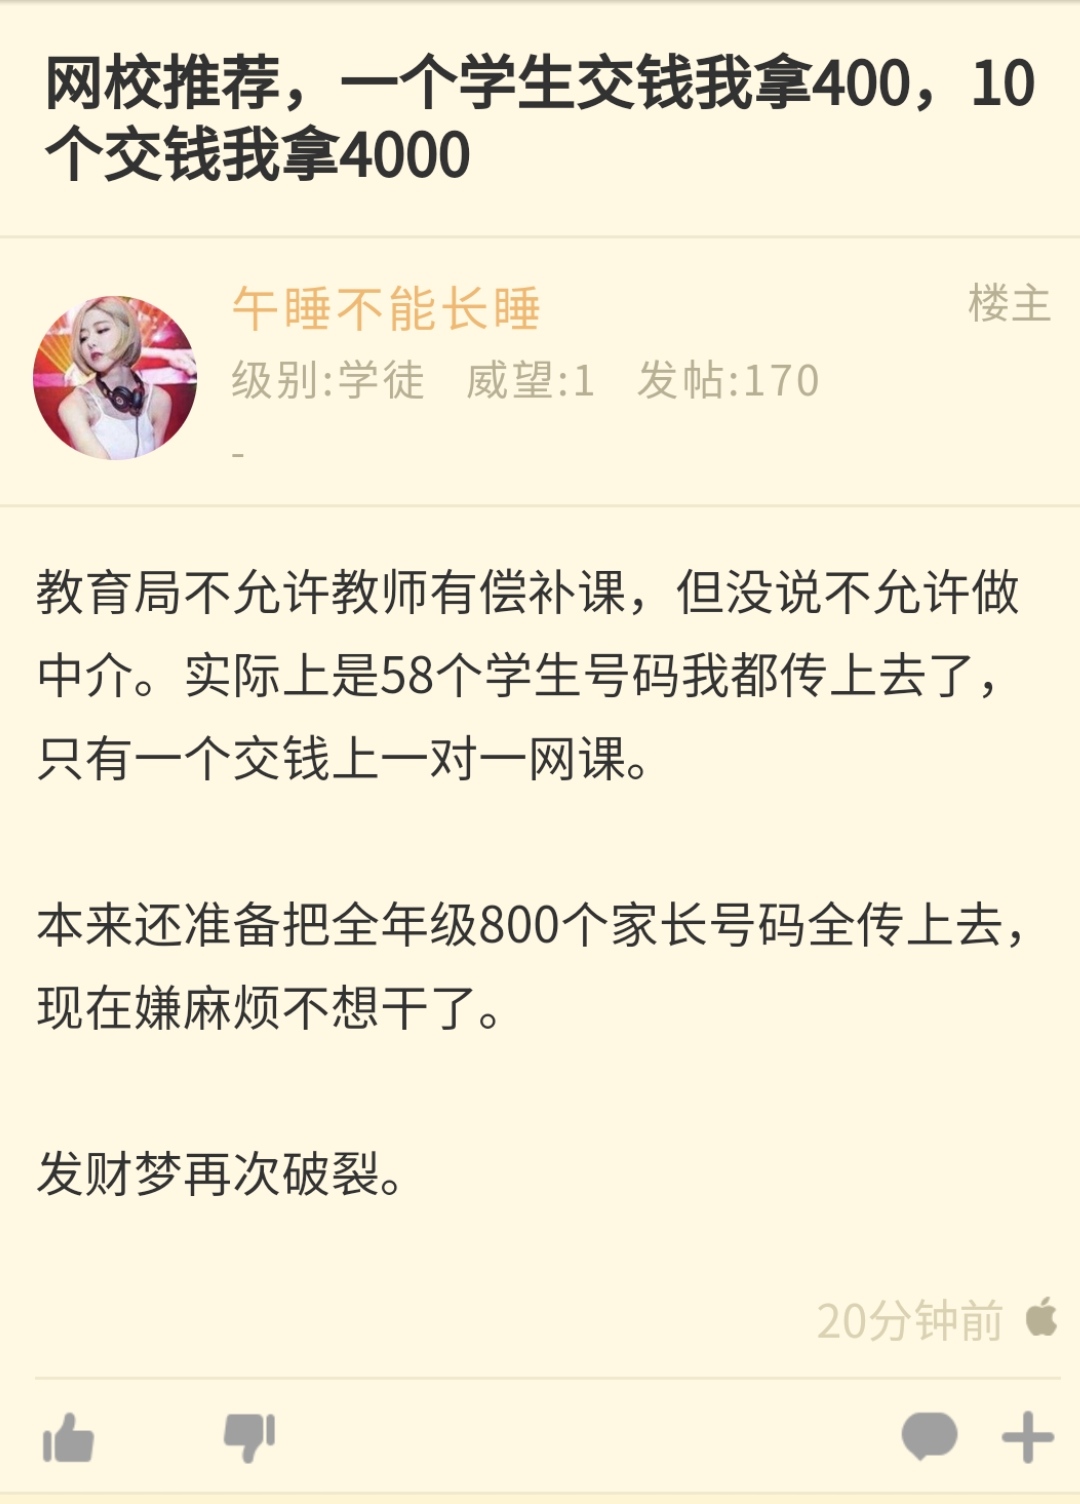 网校推荐，一个学生交钱我拿400，10
个交钱我拿4000
午睡不能长睡
楼主
级别:学徒 威望:1 发帖:170
-
教育局不允许教师有偿补课，但没说不允许做
中介。实际上是58个学生号码我都传上去了，
只有一个交钱上一对一网课。
本来还准备把全年级800个家长号码全传上去，
现在嫌麻烦不想干了。
发财梦再次破裂。
20分钟前